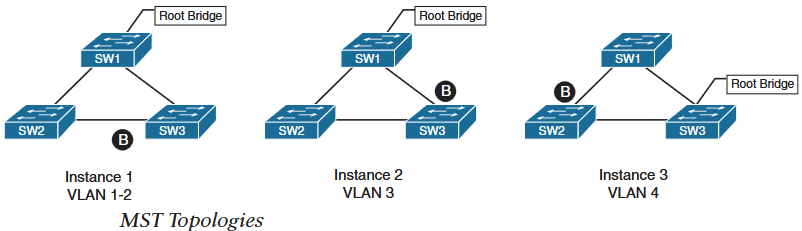 Root Bridge
SW1
B
SW2
SW3
Instance 1
VLAN 1-2
Root Bridge
SW1
B
SW2
SW3
Instance 2
VLAN 3
SW1
Root Bridge
B
SW2
SW3
Instance 3
VLAN 4
MST Topologies